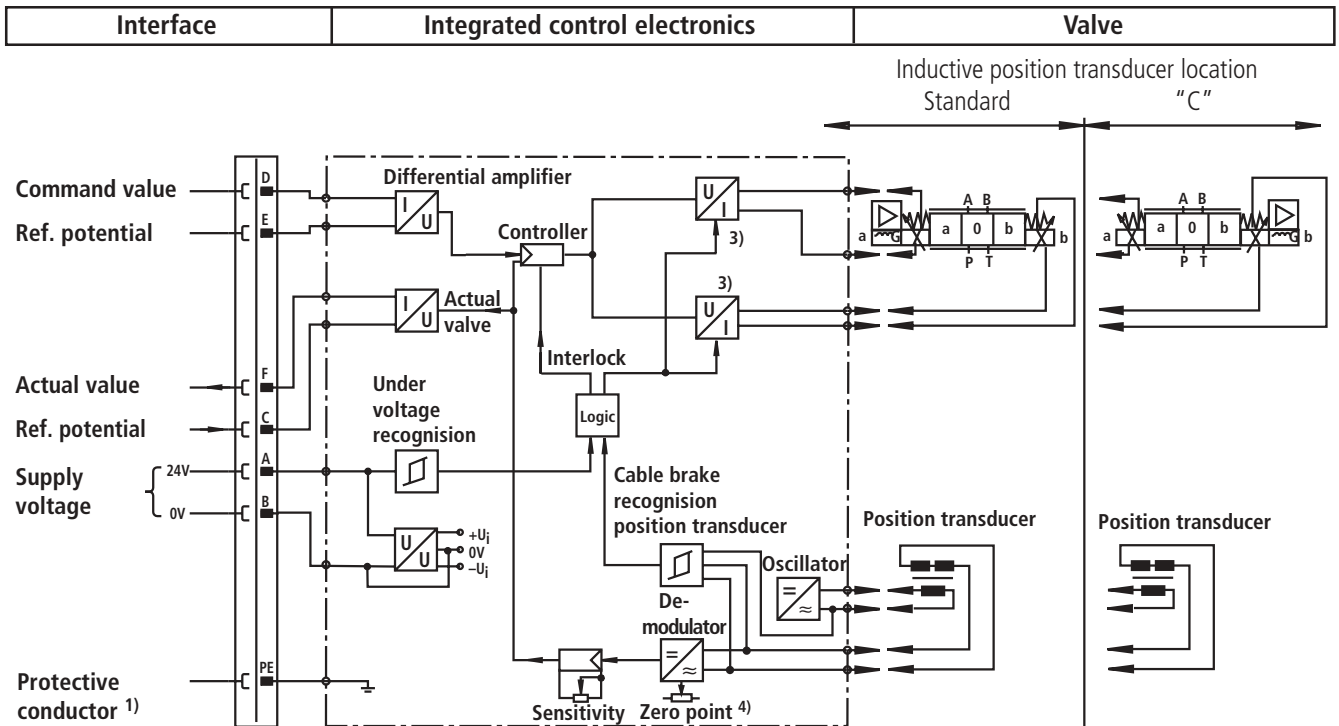 Interface
Integrated control electronics
Valve
Inductive position transducer location
Standard
"C"
Command value
Ref. potential
Actual value
Ref. potential
Supply
voltage
24V
0V
Protective
conductor 1)
D
E
F
C
A
B
PE
Differential amplifier
I
U
Controller
U
I
3)
I
U
Actual
valve
3)
U
I
Interlock
Under
voltage
recognision
Logic
Cable brake
recognision
position transducer
U
U
+Ui
0V
–Ui
Oscillator
=
≈
De-
modulator
=
≈
Sensitivity
Zero point 4)
A B
a
G
a
0
b
b
P T
A B
a
a
0
b
G
b
P T
Position transducer
Position transducer